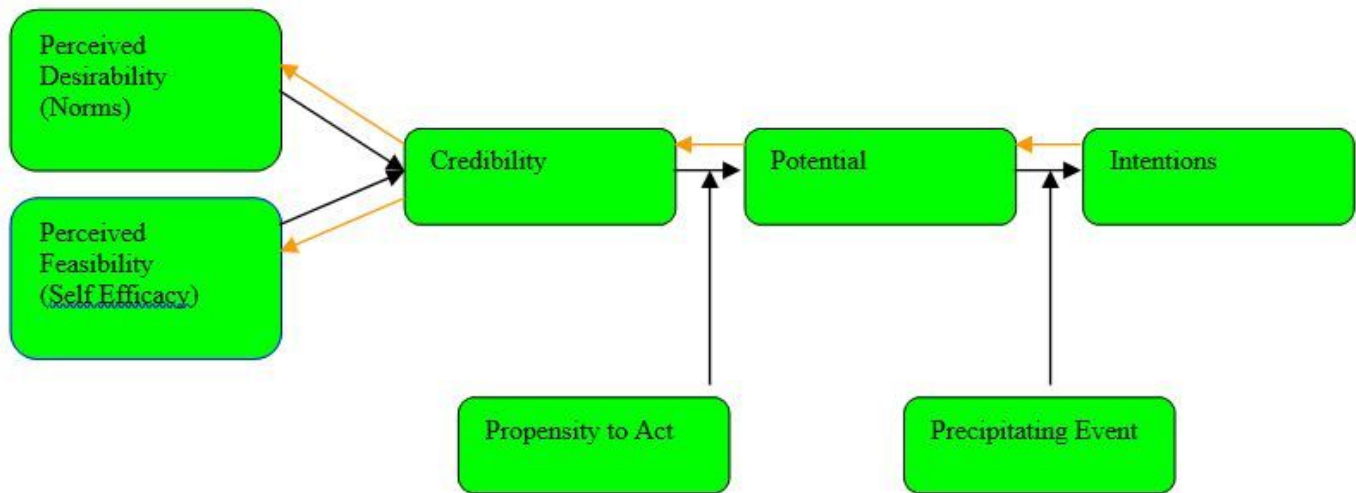 Perceived
Desirability
(Norms)
Credibility
Potential
Intentions
Perceived
Feasibility
(Self Efficacy)
Propensity to Act
Precipitating Event